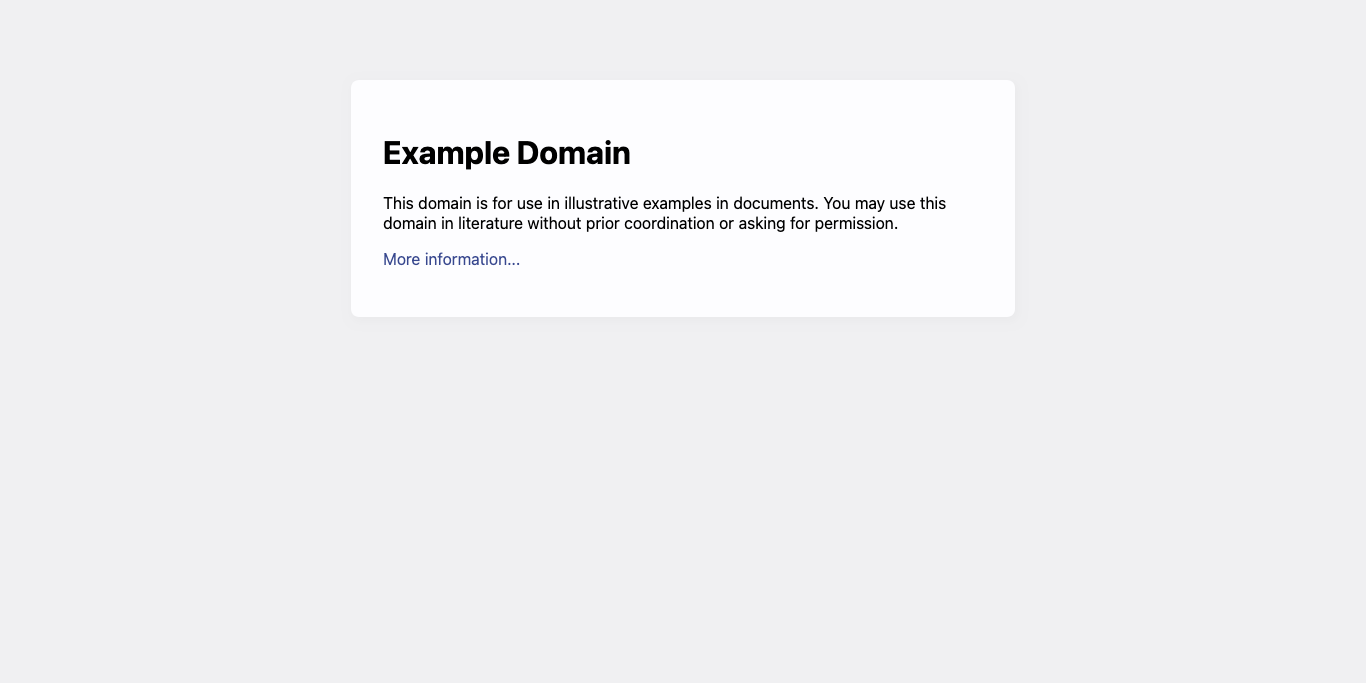 Example Domain
This domain is for use in illustrative examples in documents. You may use this
domain in literature without prior coordination or asking for permission.
More information...